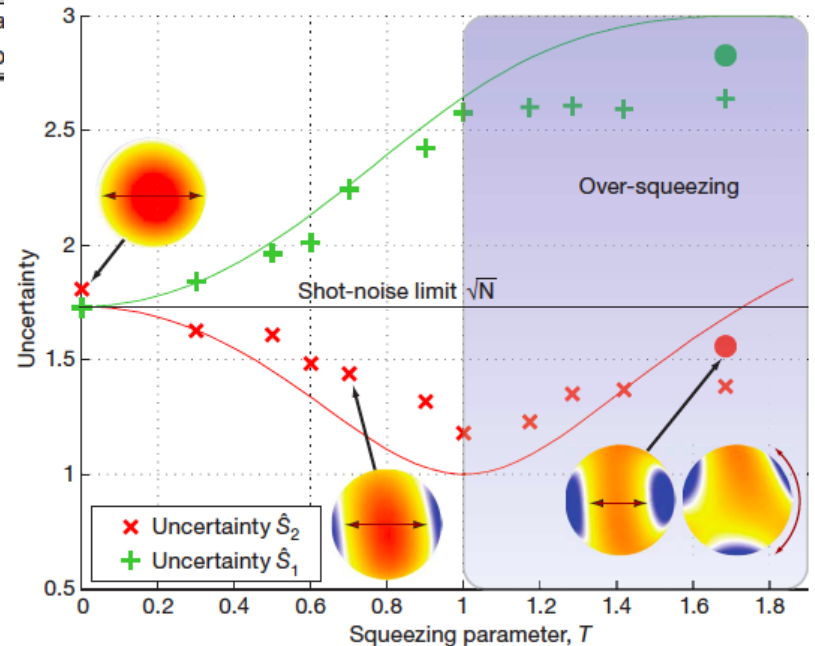 a
3
2.5
Over-squeezing
2
Shot-noise limit √N
Uncertainty
1.5
1
× Uncertainty Ŝ₂
+ Uncertainty Ŝ₁
0.5
0 0.2 0.4 0.6 0.8 1 1.2 1.4 1.6 1.8
Squeezing parameter, T